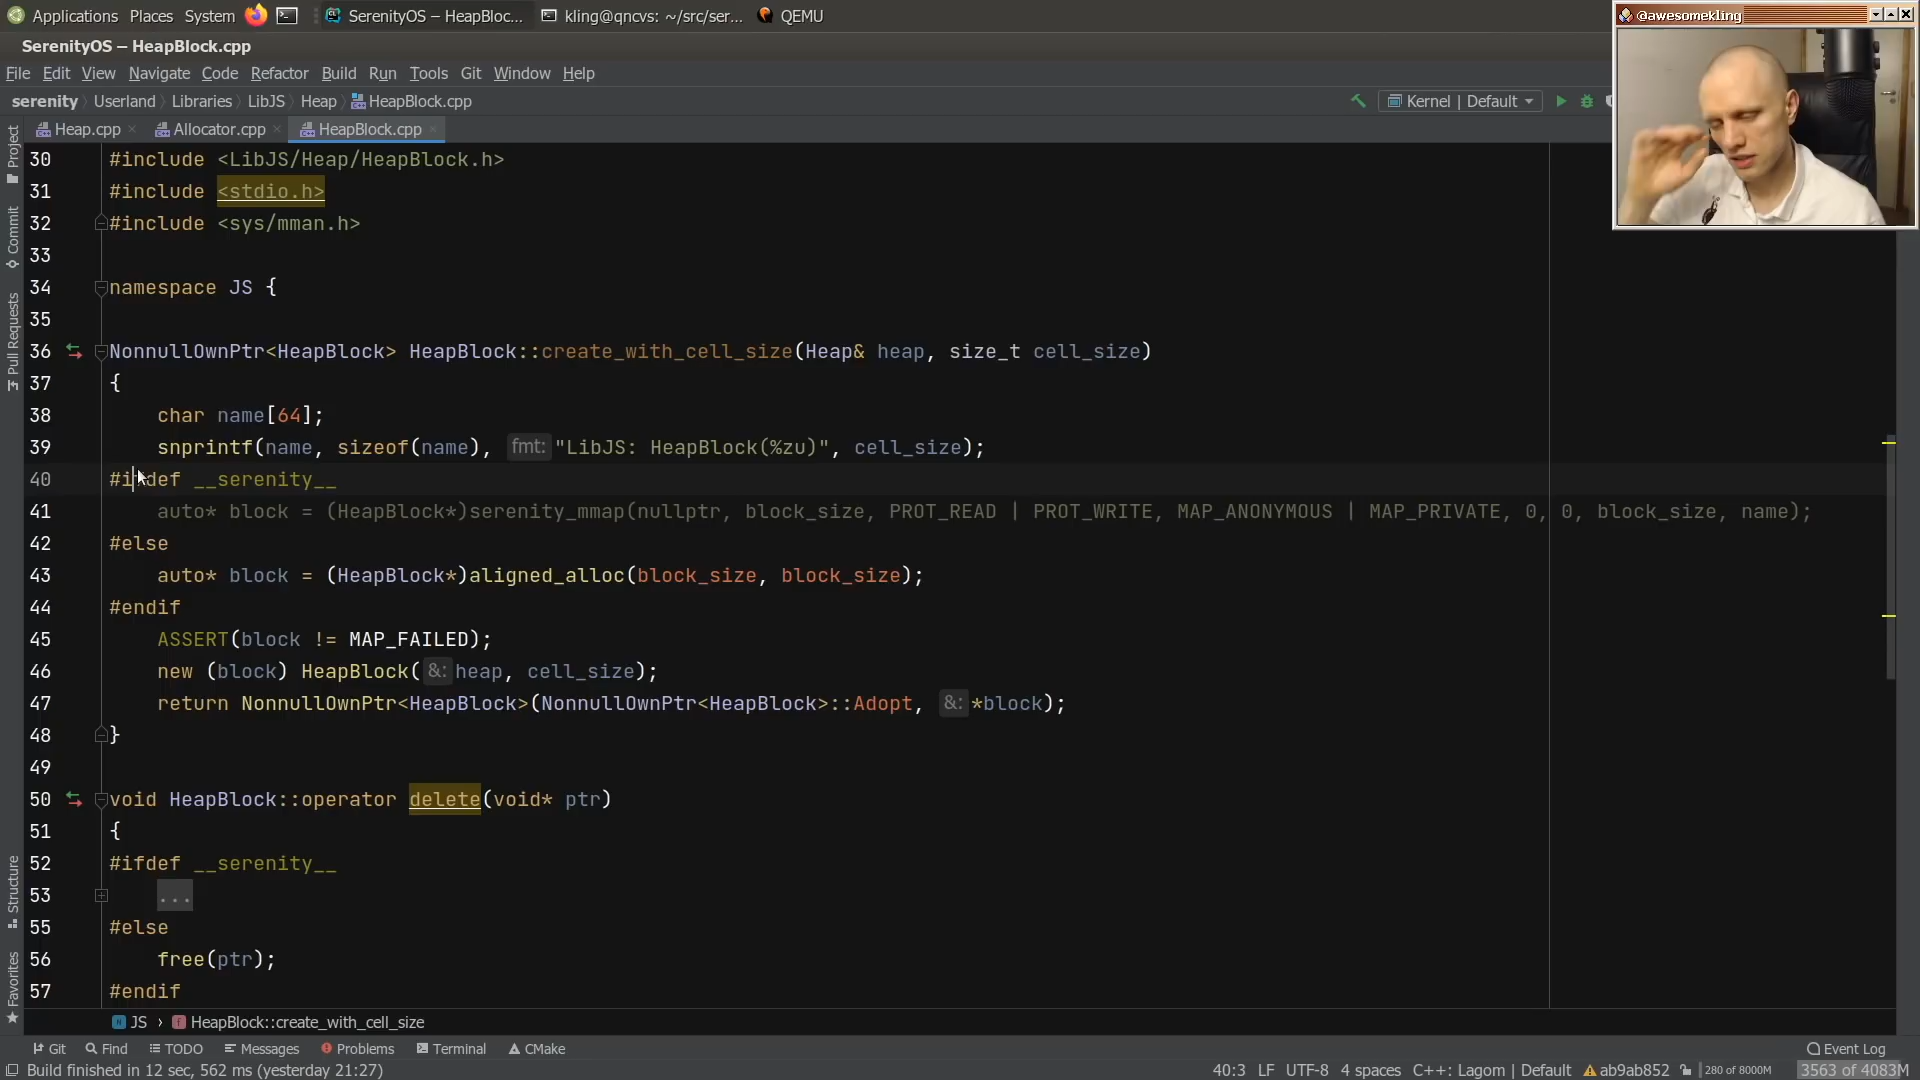 Applications Places System SerenityOS – HeapBloc... kling@qncvs: ~/src/ser... QEMU
@awesomekling
SerenityOS – HeapBlock.cpp
File Edit View Navigate Code Refactor Build Run Tools Git Window Help
serenity Userland Libraries LibJS Heap HeapBlock.cpp
Kernel | Default
Heap.cpp Allocator.cpp HeapBlock.cpp
Project
Commit
Pull Requests
Structure
Favorites
30 #include <LibJS/Heap/HeapBlock.h>
31 #include <stdio.h>
32 #include <sys/mman.h>
33
34 namespace JS {
35
36 NonnullOwnPtr<HeapBlock> HeapBlock::create_with_cell_size(Heap& heap, size_t cell_size)
37 {
38 char name[64];
39 snprintf(name, sizeof(name), fmt: "LibJS: HeapBlock(%zu)", cell_size);
40 #ifdef __serenity__
41 auto* block = (HeapBlock*)serenity_mmap(nullptr, block_size, PROT_READ | PROT_WRITE, MAP_ANONYMOUS | MAP_PRIVATE, 0, 0, block_size, name);
42 #else
43 auto* block = (HeapBlock*)aligned_alloc(block_size, block_size);
44 #endif
45 ASSERT(block != MAP_FAILED);
46 new (block) HeapBlock( &: heap, cell_size);
47 return NonnullOwnPtr<HeapBlock>(NonnullOwnPtr<HeapBlock>::Adopt, &: *block);
48 }
49
50 void HeapBlock::operator delete(void* ptr)
51 {
52 #ifdef __serenity__
53 ...
55 #else
56 free(ptr);
57 #endif
JS › HeapBlock::create_with_cell_size
Git Find TODO Messages Problems Terminal CMake Event Log
Build finished in 12 sec, 562 ms (yesterday 21:27) 40:3 LF UTF-8 4 spaces C++: Lagom | Default ab9ab852 280 of 8000M 3563 of 4083M